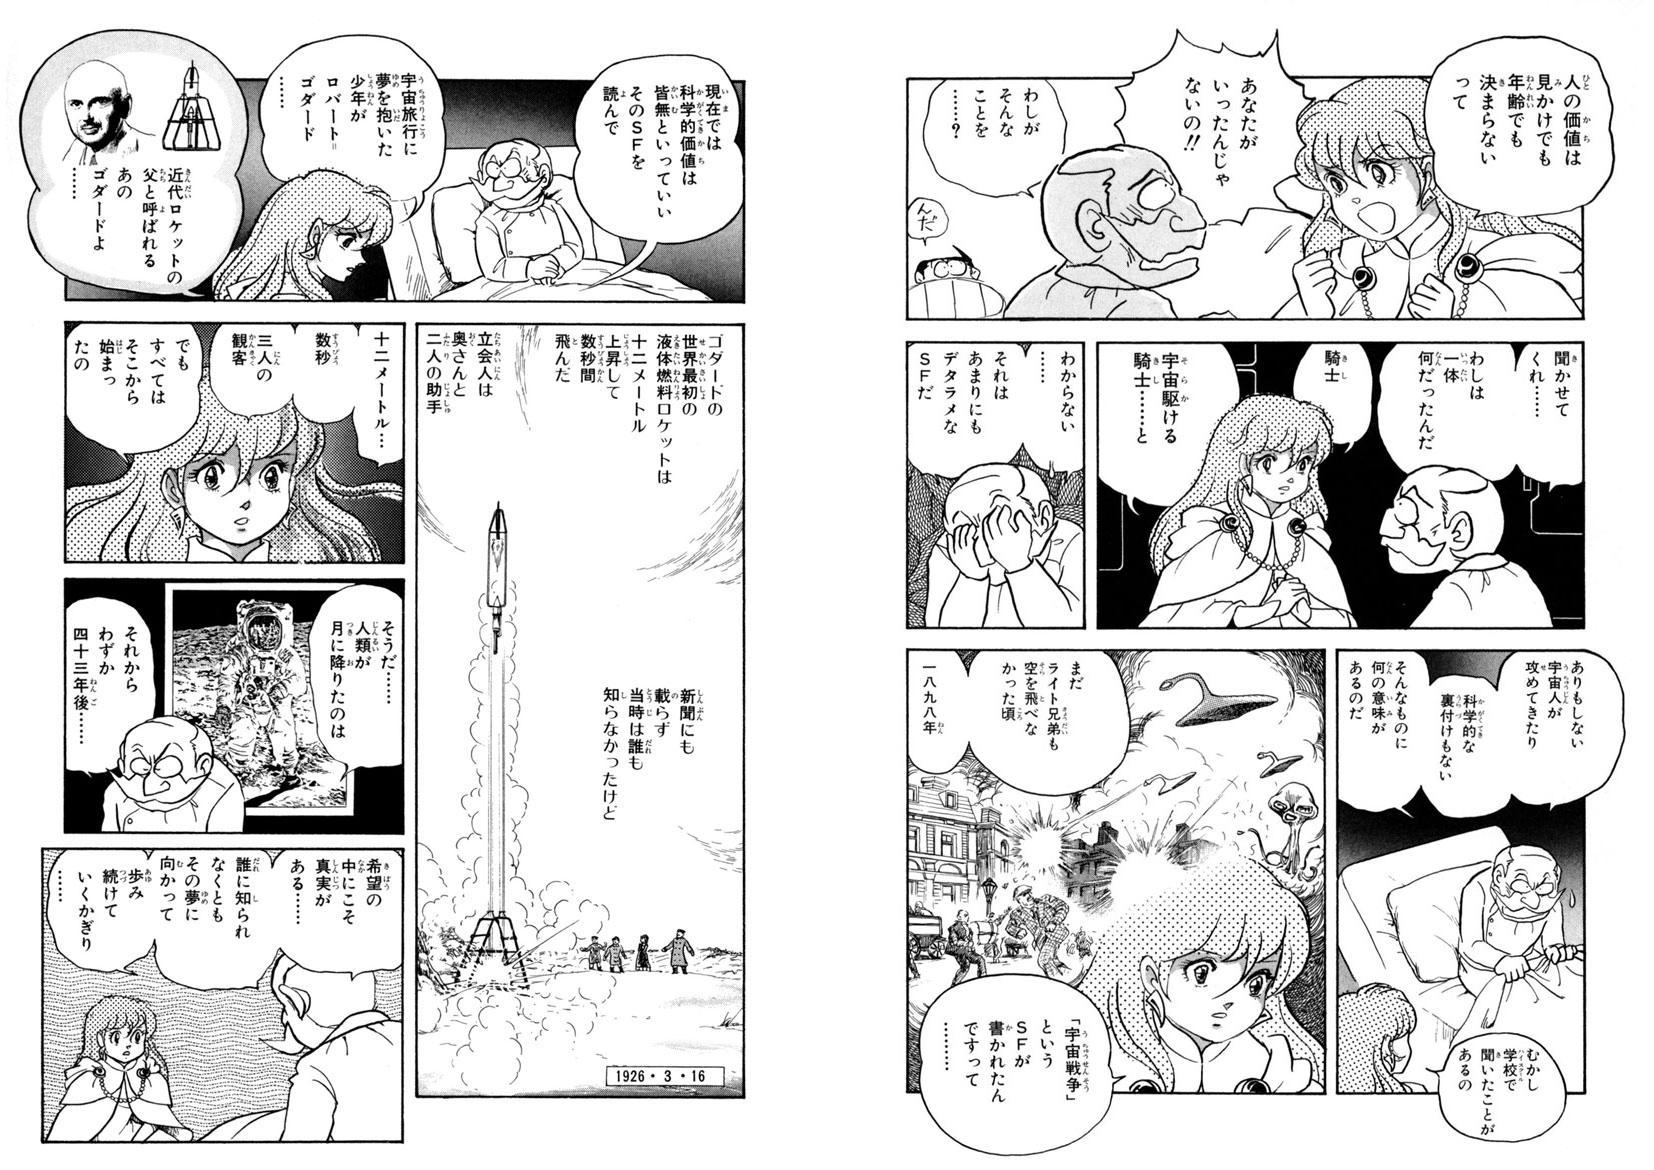 人の価値は
見かけでも
年齢でも
決まらない
って
あなたが
いったんじゃ
ないの!!
わしが
そんな
ことを
……?
んだ
聞かせて
くれ……
わしは
一体
何だったんだ
騎士
宇宙駆ける
騎士………と
わからない
……
それは
あまりにも
デタラメな
SFだ
ありもしない
宇宙人が
攻めてきたり
科学的な
裏付けもない
そんなものに
何の意味が
あるのだ
むかし
学校で
聞いたことが
あるの
まだ
ライト兄弟も
空を飛べな
かった頃
一八九八年
「宇宙戦争」
という
SFが
書かれたん
ですって
………
現在では
科学的価値は
皆無といっていい
そのSFを
読んで
宇宙旅行に
夢を抱いた
少年が
ロバート=
ゴダード
……
近代ロケットの
父と呼ばれる
あの
ゴダードよ
……
ゴダードの
世界最初の
液体燃料ロケットは
十二メートル
上昇して
数秒間
飛んだ
立会人は
奥さんと
二人の助手
新聞にも
載らず
当時は誰も
知らなかったけど
1926・3・16
十二メートル…
数秒
三人の
観客
でも
すべては
そこから
始まっ
たの
そうだ……
人類が
月に降りたのは
それから
わずか
四十三年後……
希望の
中にこそ
真実が
ある……
誰に知られ
なくとも
その夢に
向かって
歩み
続けて
いくかぎり
……